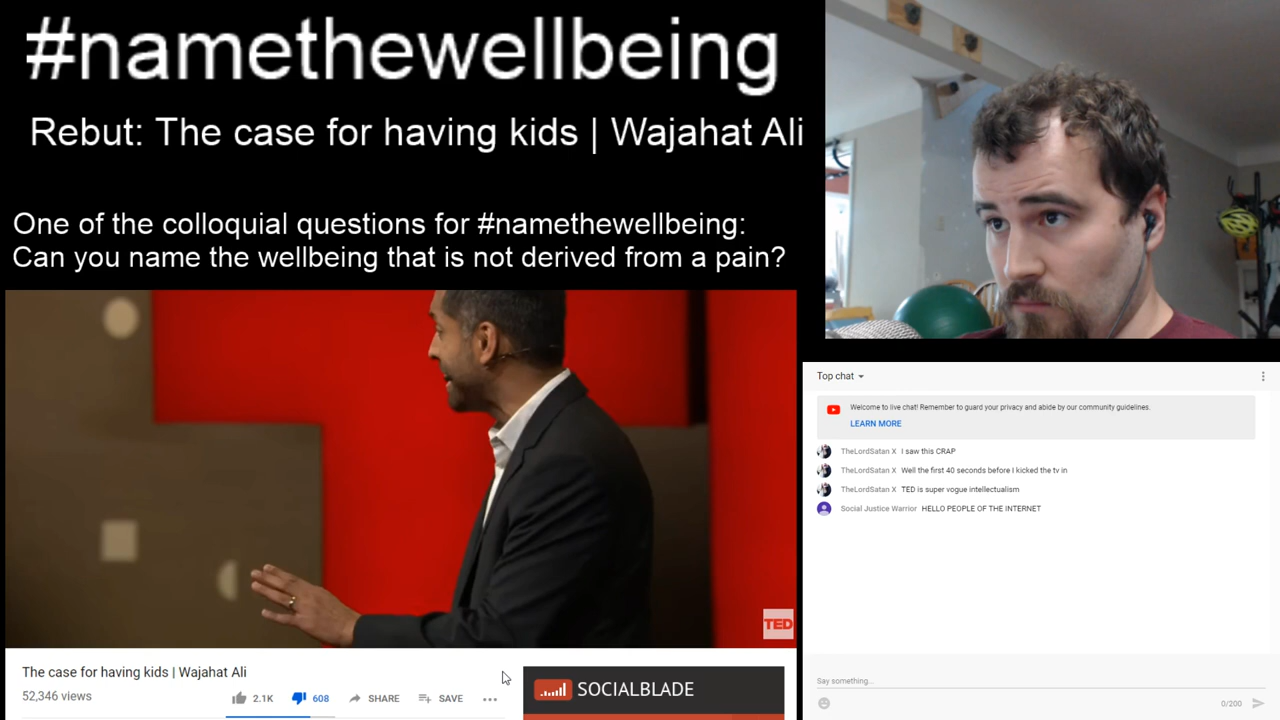 #namethewellbeing
Rebut: The case for having kids | Wajahat Ali
One of the colloquial questions for #namethewellbeing:
Can you name the wellbeing that is not derived from a pain?
TED
The case for having kids | Wajahat Ali
52,346 views
2.1K
608
SHARE
SAVE
SOCIALBLADE
Top chat
Welcome to live chat! Remember to guard your privacy and abide by our community guidelines.
LEARN MORE
TheLordSatan X I saw this CRAP
TheLordSatan X Well the first 40 seconds before I kicked the tv in
TheLordSatan X TED is super vogue intellectualism
Social Justice Warrior HELLO PEOPLE OF THE INTERNET
Say something...
0/200